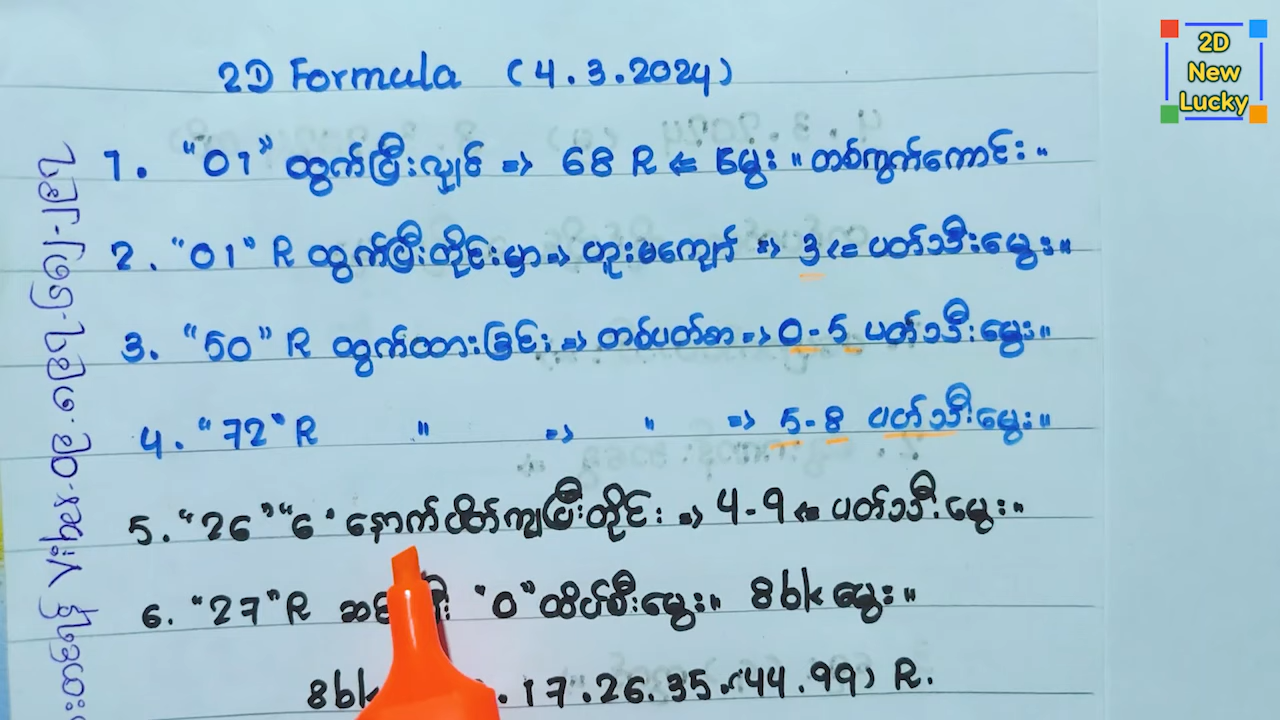 2D Formula (4.3.2024)
2D
New
Lucky
1. "01" ထွက်ပြီးလျှင် => 68 R <= မွေး။ တစ်ကွက်ကောင်း။
2. "01" R ထွက်ပြီးတိုင်းမှာ => ဟူးမကျော် => 3 <= ပတ်သီးမွေး။
3. "50" R ထွက်ထားခြင်း => တစ်ပတ်စာ => 0-5 ပတ်သီးမွေး။
4. "72" R " => " => 5-8 ပတ်သီးမွေး။
5. "26" "6" နောက်ပိတ်ကျပြီးတိုင်း => 4-9 <= ပတ်သီးမွေး။
6. "27" R "0" ထိပ်စီးမွေး။ 8bk မွေး။
8bk .17.26.35.(44.99) R.